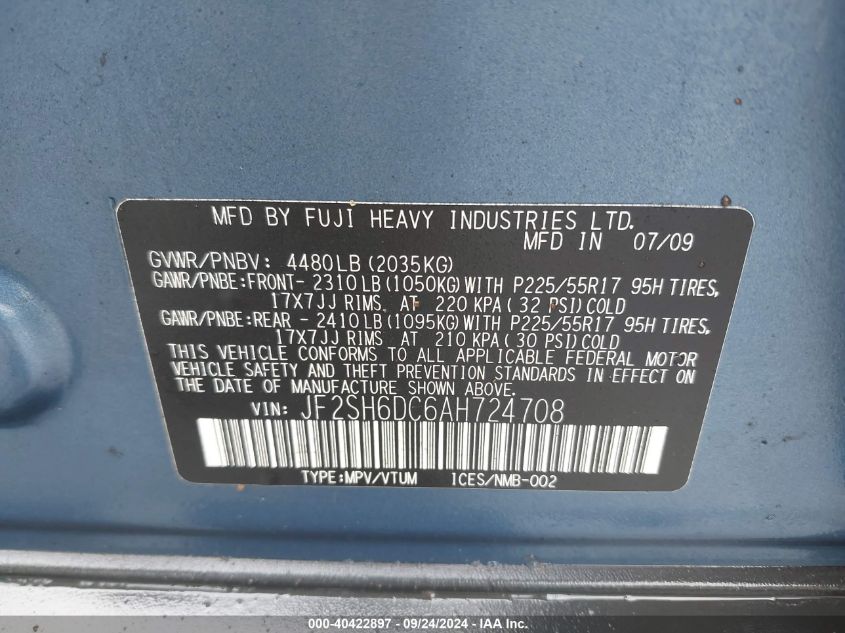 MFD BY FUJI HEAVY INDUSTRIES LTD.
MFD IN 07/09
GVWR/PNBV: 4480LB (2035KG)
GAWR/PNBE:FRONT- 2310LB (1050KG) WITH P225/55R17 95H TIRES,
17X7JJ RIMS, AT 220 KPA( 32 PSI) COLD
GAWR/PNBE:REAR - 2410LB (1095KG) WITH P225/55R17 95H TIRES,
17X7JJ RIMS AT 210 KPA( 30 PSI) COLD
THIS VEHICLE CONFORMS TO ALL APPLICABLE FEDERAL MOTOR
VEHICLE SAFETY AND THEFT PREVENTION STANDARDS IN EFFECT ON
THE DATE OF MANUFACTURE SHOWN ABOVE.
VIN: JF2SH6DC6AH724708
TYPE:MPV/VTUM ICES/NMB-002
000-40422897 - 09/24/2024 - IAA Inc.